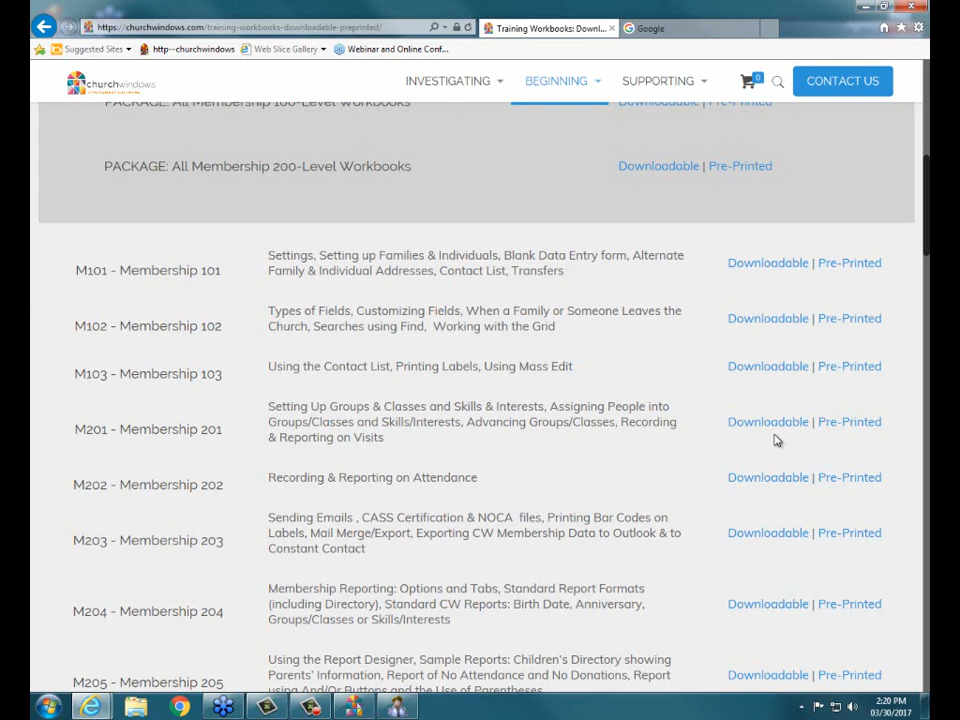 https://churchwindows.com/training-workbooks-downloadable-preprinted/
Training Workbooks: Downl...
Google
Suggested Sites
http--churchwindows
Web Slice Gallery
Webinar and Online Conf...
churchwindows
INVESTIGATING
BEGINNING
SUPPORTING
0
CONTACT US
PACKAGE: All Membership 100-Level Workbooks
Downloadable | Pre-Printed
PACKAGE: All Membership 200-Level Workbooks
Downloadable | Pre-Printed
M101 - Membership 101
Settings, Setting up Families & Individuals, Blank Data Entry form, Alternate
Family & Individual Addresses, Contact List, Transfers
Downloadable | Pre-Printed
M102 - Membership 102
Types of Fields, Customizing Fields, When a Family or Someone Leaves the
Church, Searches using Find, Working with the Grid
Downloadable | Pre-Printed
M103 - Membership 103
Using the Contact List, Printing Labels, Using Mass Edit
Downloadable | Pre-Printed
M201 - Membership 201
Setting Up Groups & Classes and Skills & Interests, Assigning People into
Groups/Classes and Skills/Interests, Advancing Groups/Classes, Recording
& Reporting on Visits
Downloadable | Pre-Printed
M202 - Membership 202
Recording & Reporting on Attendance
Downloadable | Pre-Printed
M203 - Membership 203
Sending Emails , CASS Certification & NOCA files, Printing Bar Codes on
Labels, Mail Merge/Export, Exporting CW Membership Data to Outlook & to
Constant Contact
Downloadable | Pre-Printed
M204 - Membership 204
Membership Reporting: Options and Tabs, Standard Report Formats
(including Directory), Standard CW Reports: Birth Date, Anniversary,
Groups/Classes or Skills/Interests
Downloadable | Pre-Printed
M205 - Membership 205
Using the Report Designer, Sample Reports: Children's Directory showing
Parents' Information, Report of No Attendance and No Donations, Report
using And/Or Buttons and the Use of Parentheses
Downloadable | Pre-Printed
2:20 PM
03/30/2017